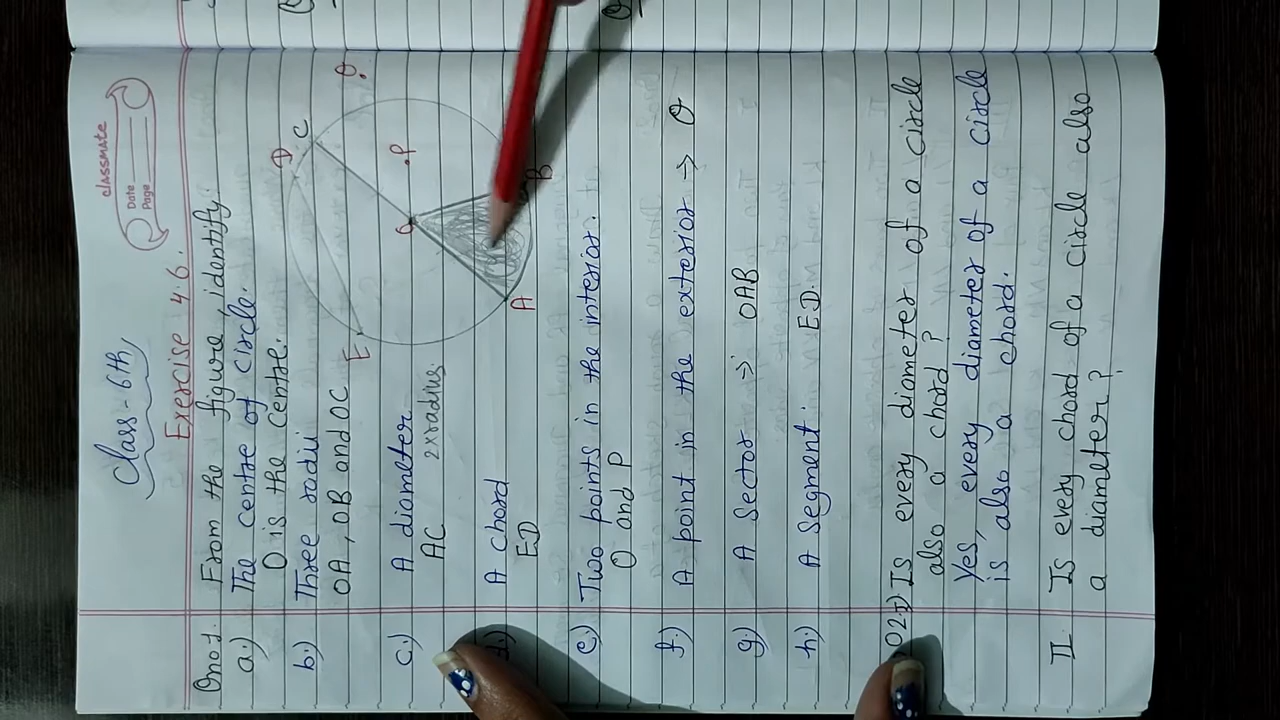 classmate
Date
Page
Class - 6th
Exercise 4.6.
Qno.1. From the figure, identify:
a.) The centre of circle.
O is the centre.
b.) Three radii
OA, OB and OC
c.) A diameter
AC 2xradius
d.) A chord
ED
e.) Two points in the interior.
O and P
f.) A point in the exterior → Q
g.) A Sector ⇒ OAB
h.) A Segment. ED.
D
C
Q
.P
O
E
A
B
Q2.I) Is every diameter of a circle
also a chord?
Yes, every diameter of a circle
is also a chord.
II. Is every chord of a circle also
a diameter?